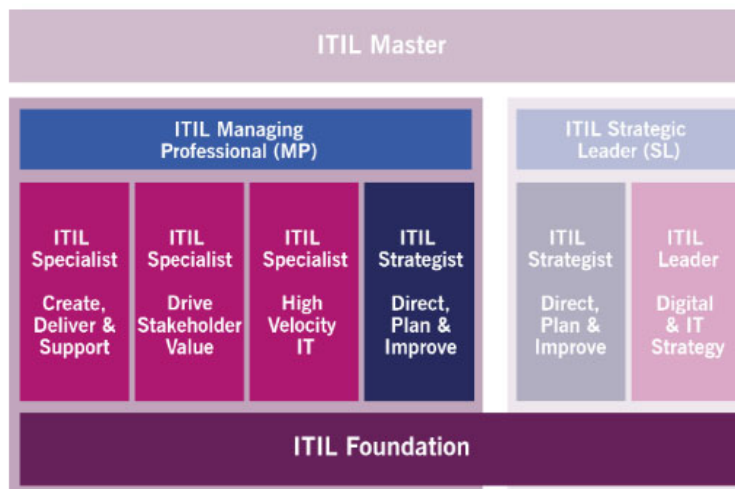 ITIL Master
ITIL Managing
Professional (MP)
ITIL Strategic
Leader (SL)
ITIL
Specialist
Create,
Deliver &
Support
ITIL
Specialist
Drive
Stakeholder
Value
ITIL
Specialist
High
Velocity
IT
ITIL
Strategist
Direct,
Plan &
Improve
ITIL
Strategist
Direct,
Plan &
Improve
ITIL
Leader
Digital
& IT
Strategy
ITIL Foundation